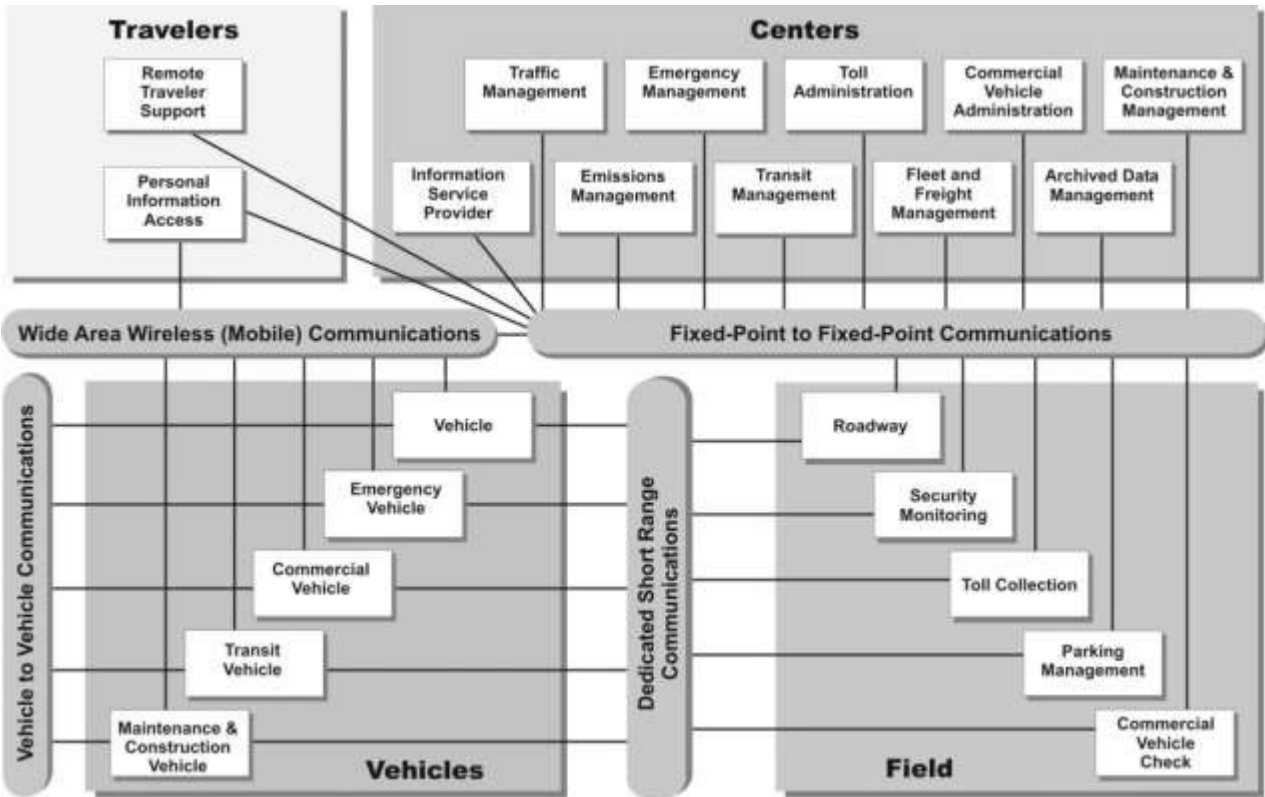 Travelers
Remote
Traveler
Support
Personal
Information
Access
Centers
Traffic
Management
Emergency
Management
Toll
Administration
Commercial
Vehicle
Administration
Maintenance &
Construction
Management
Information
Service
Provider
Emissions
Management
Transit
Management
Fleet and
Freight
Management
Archived Data
Management
Wide Area Wireless (Mobile) Communications
Fixed-Point to Fixed-Point Communications
Vehicle to Vehicle Communications
Vehicle
Emergency
Vehicle
Commercial
Vehicle
Transit
Vehicle
Maintenance &
Construction
Vehicle
Vehicles
Dedicated Short Range
Communications
Roadway
Security
Monitoring
Toll Collection
Parking
Management
Commercial
Vehicle
Check
Field